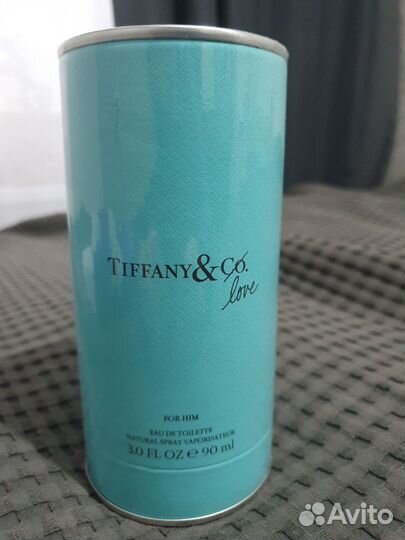 TIFFANY & CO.
love
FOR HIM
EAU DE TOILETTE
NATURAL SPRAY VAPORISATEUR
3.0 FL OZ ℮ 90 ml
Avito